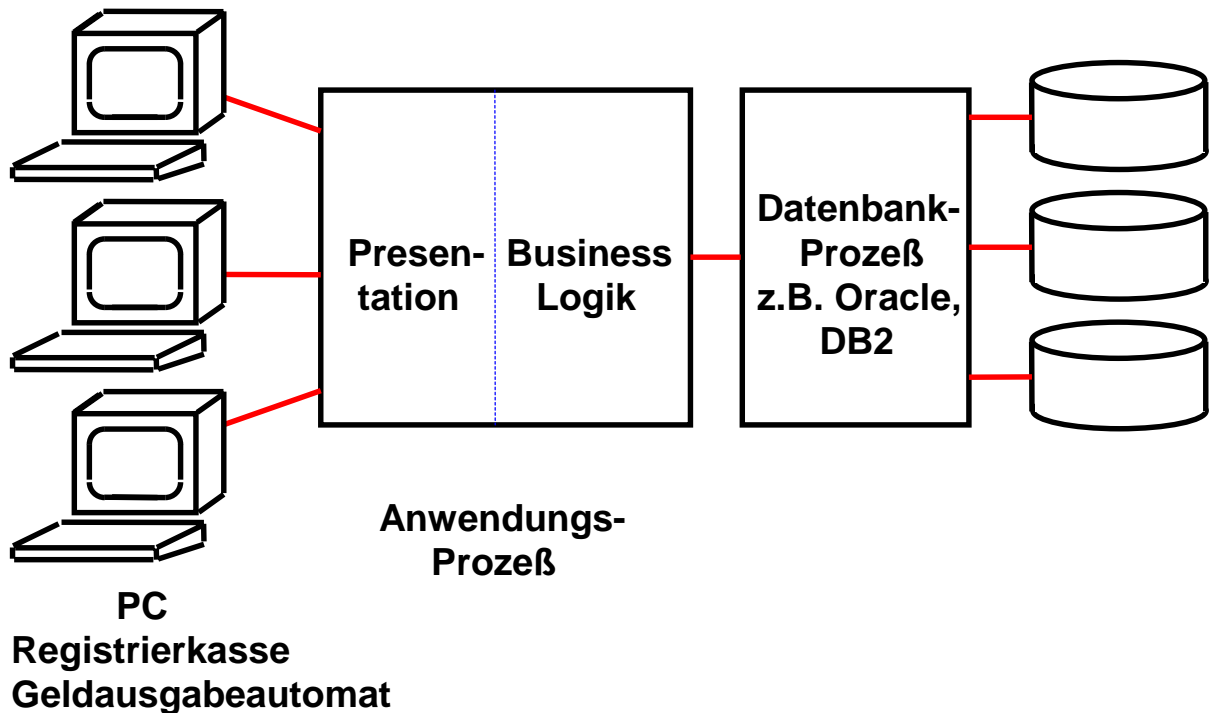 Presen-
tation
Business
Logik
Datenbank-
Prozeß
z.B. Oracle,
DB2
Anwendungs-
Prozeß
PC
Registrierkasse
Geldausgabeautomat